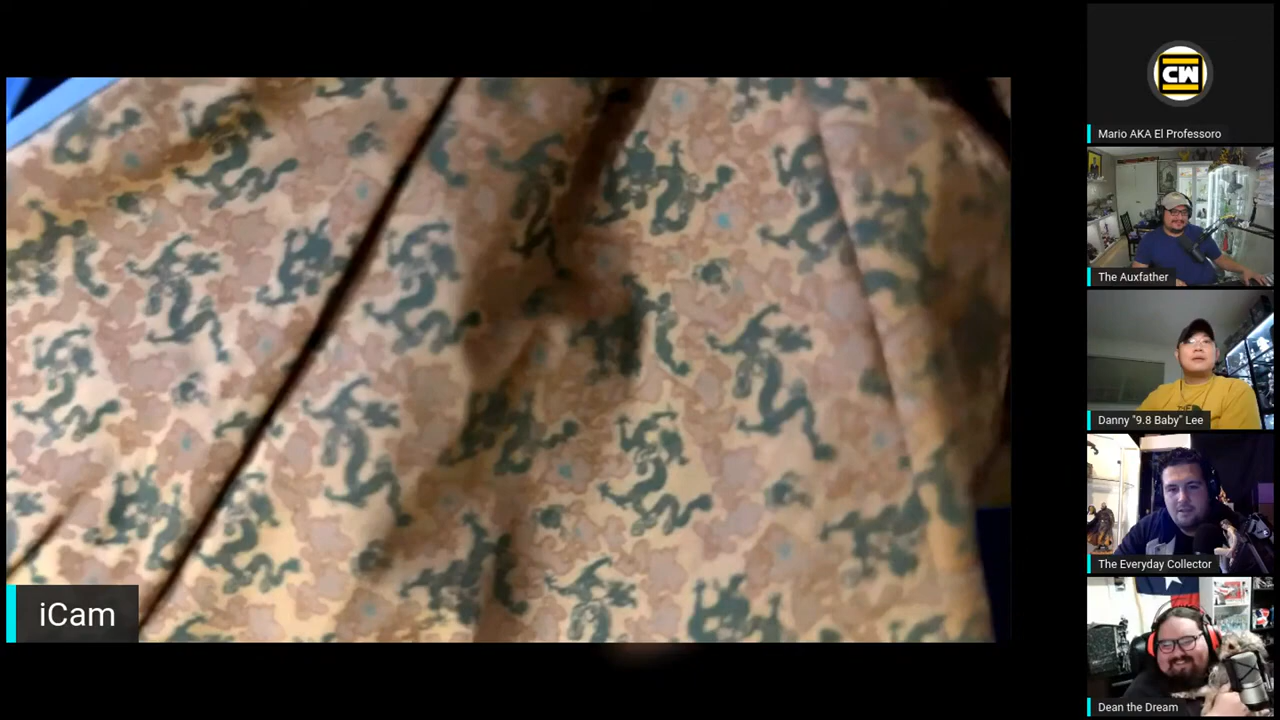 CW
Mario AKA El Professoro
The Auxfather
Danny "9.8 Baby" Lee
The Everyday Collector
Dean the Dream
iCam